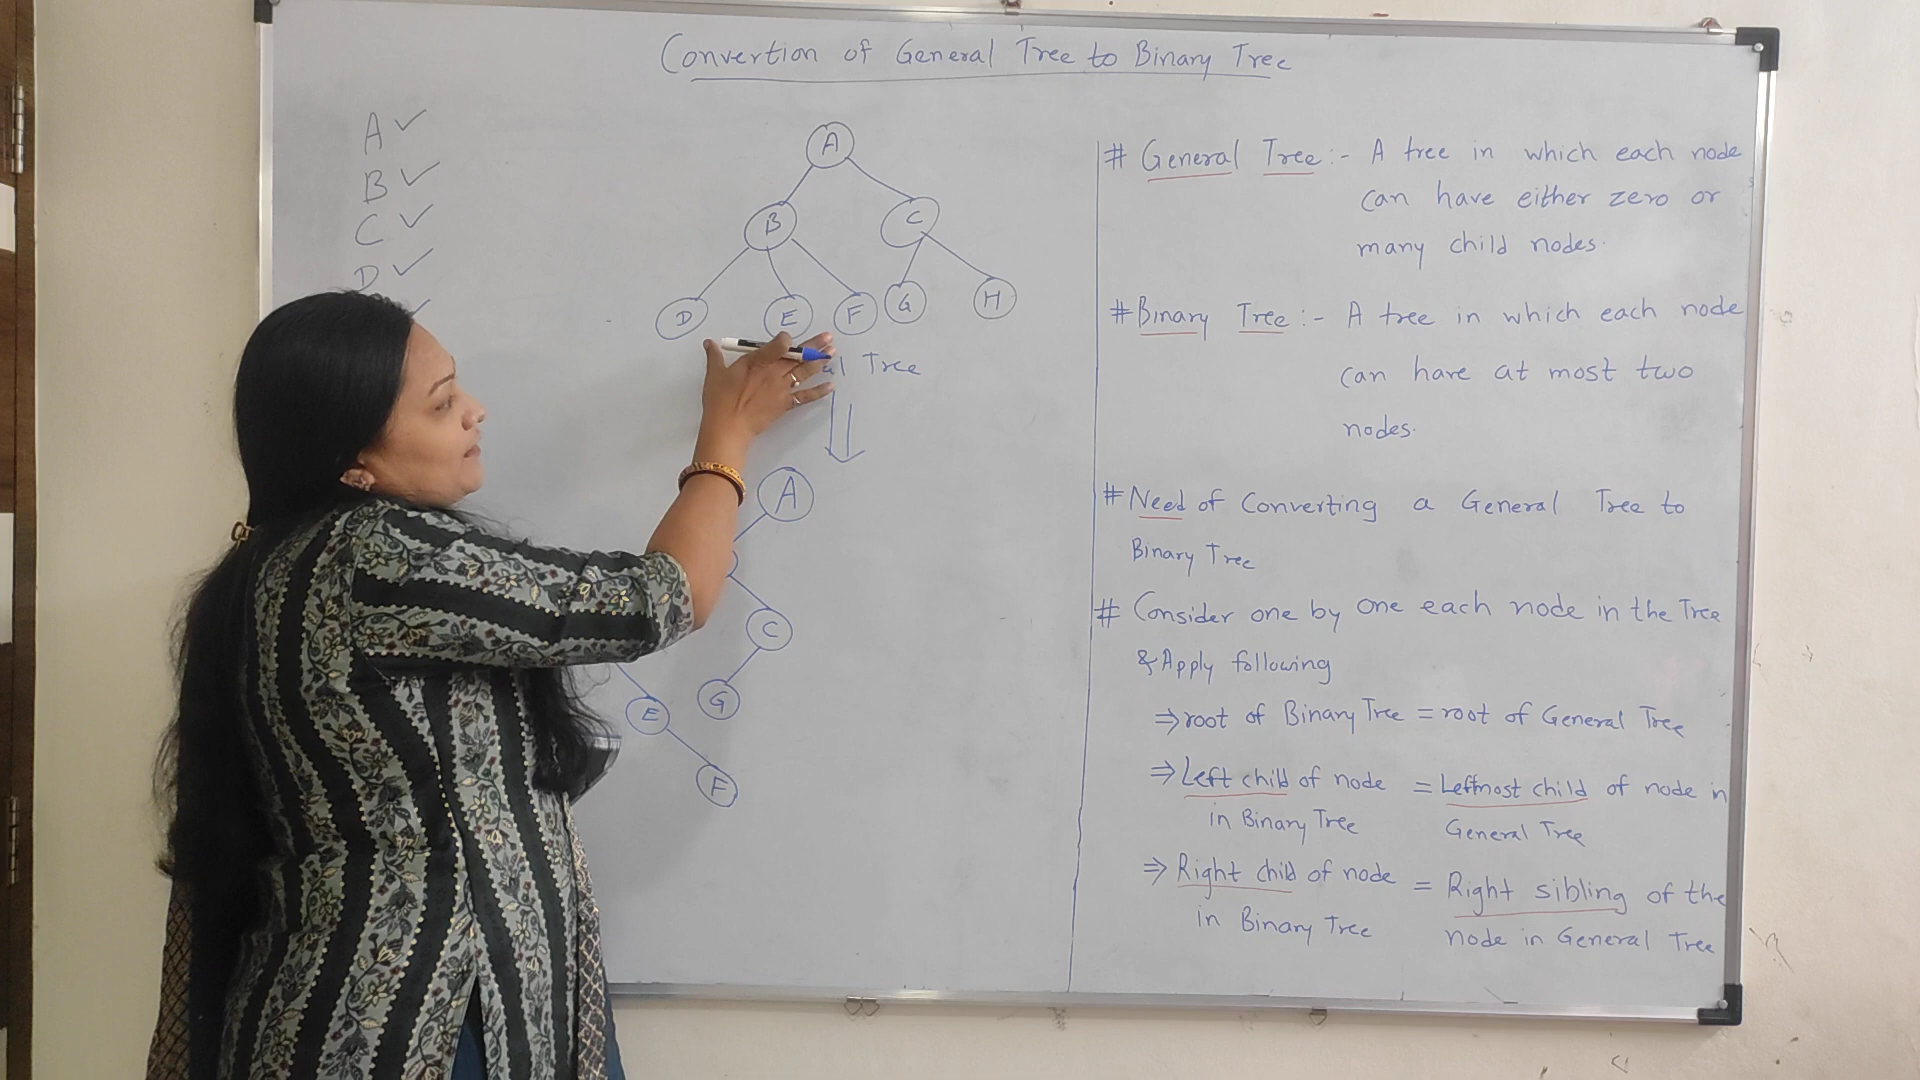 Convertion of General Tree to Binary Tree
A ✓
B ✓
C ✓
D ✓
A
B C
D E F G H
Tree
A
C
G
E
F
# General Tree :- A tree in which each node
can have either zero or
many child nodes.
# Binary Tree :- A tree in which each node
can have at most two
nodes.
# Need of Converting a General Tree to
Binary Tree
# Consider one by one each node in the Tree
& Apply following
⇒ root of Binary Tree = root of General Tree
⇒ Left child of node = Leftmost child of node in
in Binary Tree General Tree
⇒ Right child of node = Right sibling of the
in Binary Tree node in General Tree